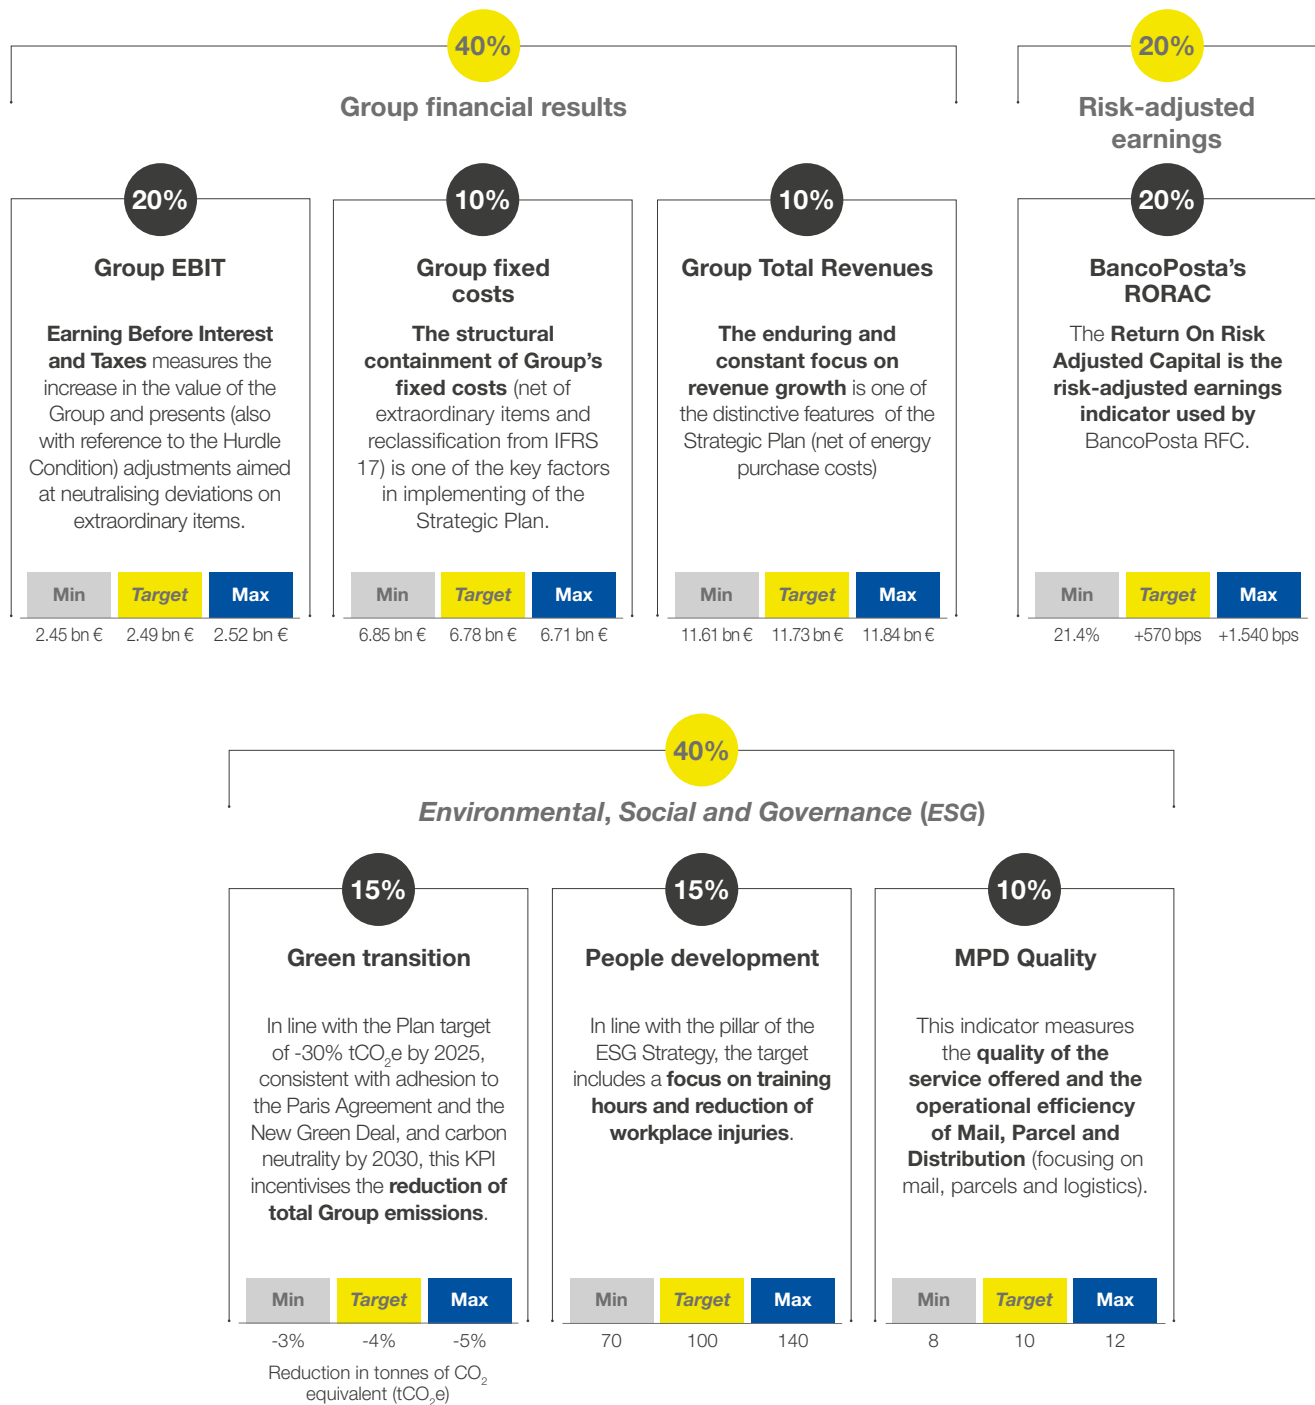 40%
Group financial results
20%
Group EBIT
Earning Before Interest
and Taxes measures the
increase in the value of the
Group and presents (also
with reference to the Hurdle
Condition) adjustments aimed
at neutralising deviations on
extraordinary items.
Min Target Max
2.45 bn € 2.49 bn € 2.52 bn €
10%
Group fixed
costs
The structural
containment of Group's
fixed costs (net of
extraordinary items and
reclassification from IFRS
17) is one of the key factors
in implementing of the
Strategic Plan.
Min Target Max
6.85 bn € 6.78 bn € 6.71 bn €
10%
Group Total Revenues
The enduring and
constant focus on
revenue growth is one of
the distinctive features of the
Strategic Plan (net of energy
purchase costs)
Min Target Max
11.61 bn € 11.73 bn € 11.84 bn €
20%
Risk-adjusted
earnings
20%
BancoPosta's
RORAC
The Return On Risk
Adjusted Capital is the
risk-adjusted earnings
indicator used by
BancoPosta RFC.
Min Target Max
21.4% +570 bps +1.540 bps
40%
Environmental, Social and Governance (ESG)
15%
Green transition
In line with the Plan target
of -30% tCO2e by 2025,
consistent with adhesion to
the Paris Agreement and the
New Green Deal, and carbon
neutrality by 2030, this KPI
incentivises the reduction of
total Group emissions.
Min Target Max
-3% -4% -5%
Reduction in tonnes of CO2
equivalent (tCO2e)
15%
People development
In line with the pillar of the
ESG Strategy, the target
includes a focus on training
hours and reduction of
workplace injuries.
Min Target Max
70 100 140
10%
MPD Quality
This indicator measures
the quality of the
service offered and the
operational efficiency
of Mail, Parcel and
Distribution (focusing on
mail, parcels and logistics).
Min Target Max
8 10 12